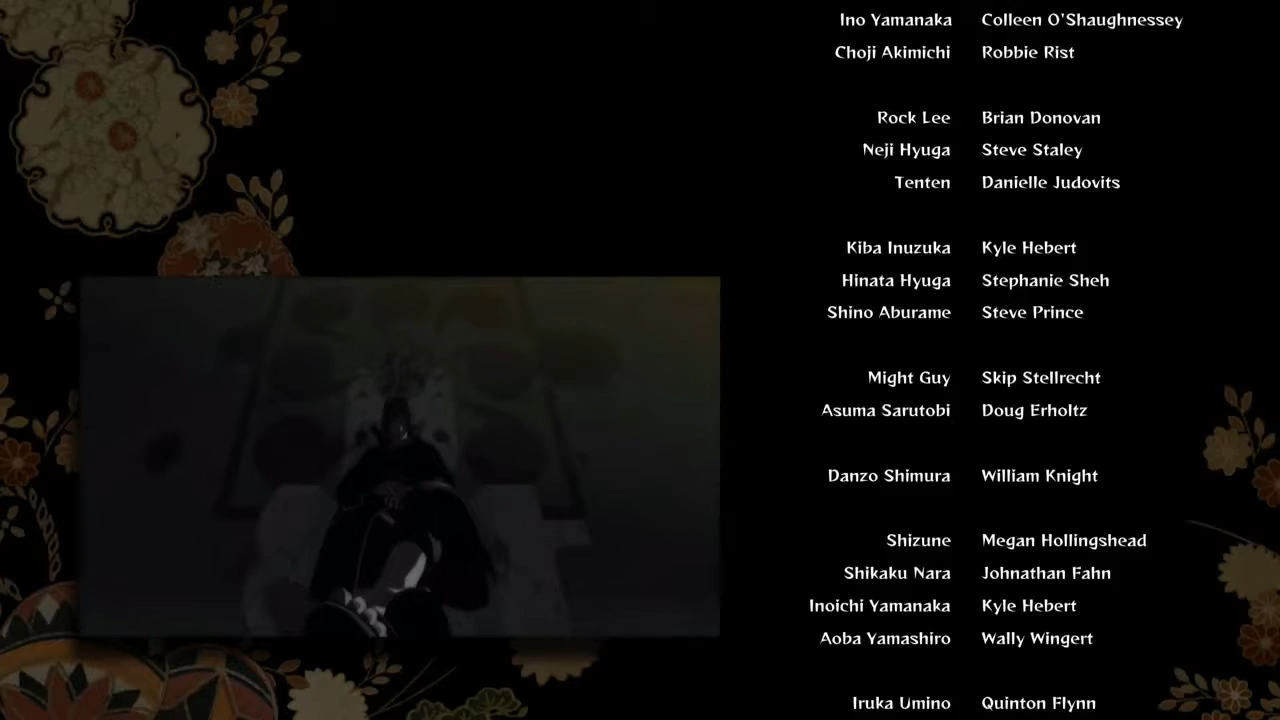 Ino Yamanaka Colleen O'Shaughnessey
Choji Akimichi Robbie Rist
Rock Lee Brian Donovan
Neji Hyuga Steve Staley
Tenten Danielle Judovits
Kiba Inuzuka Kyle Hebert
Hinata Hyuga Stephanie Sheh
Shino Aburame Steve Prince
Might Guy Skip Stellrecht
Asuma Sarutobi Doug Erholtz
Danzo Shimura William Knight
Shizune Megan Hollingshead
Shikaku Nara Johnathan Fahn
Inoichi Yamanaka Kyle Hebert
Aoba Yamashiro Wally Wingert
Iruka Umino Quinton Flynn